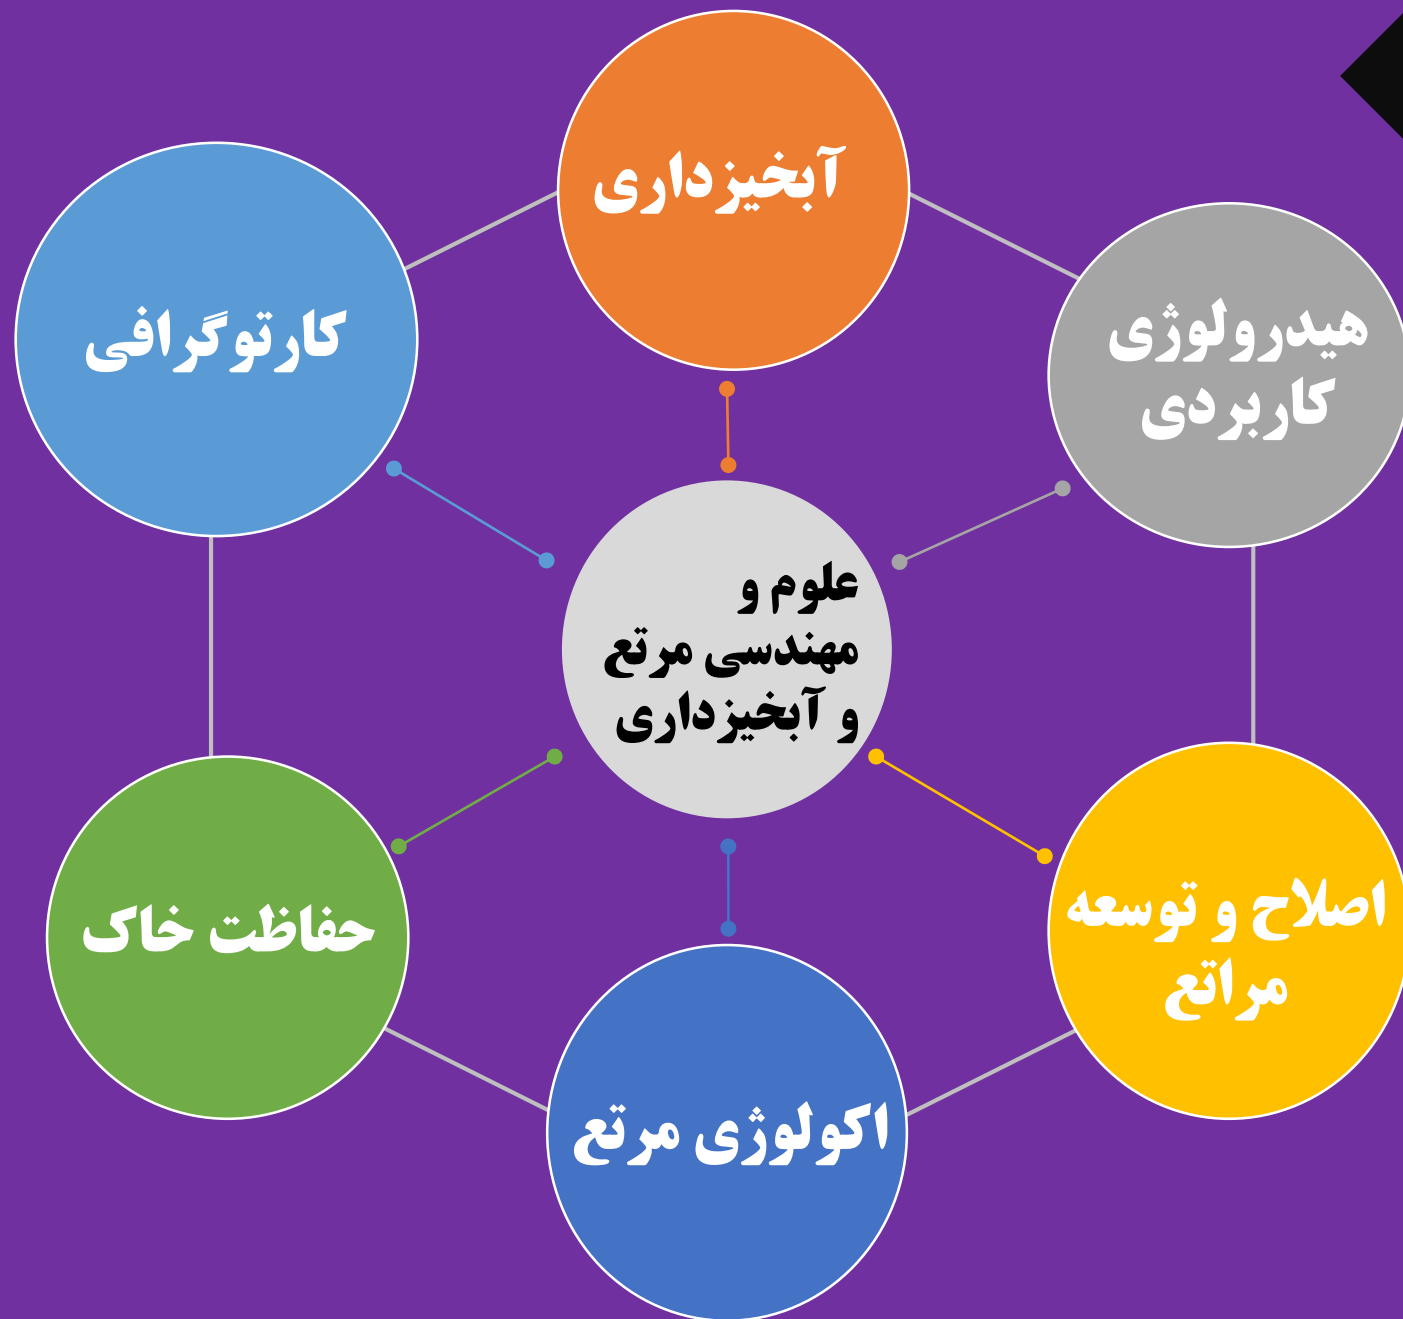 آبخیزداری
هیدرولوژی
کاربردی
کارتوگرافی
علوم و
مهندسی مرتع
و آبخیزداری
اصلاح و توسعه
مراتع
حفاظت خاک
اکولوژی مرتع